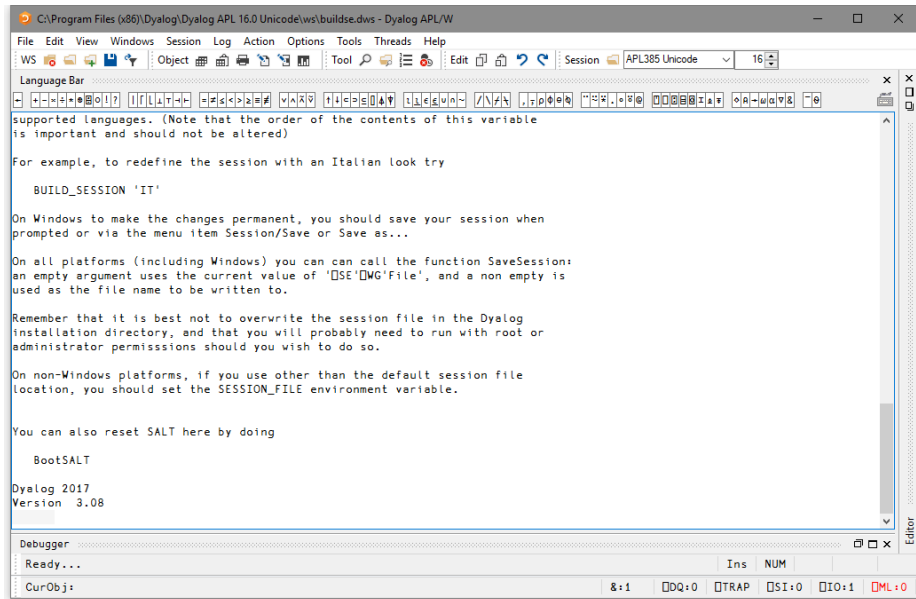 C:\Program Files (x86)\Dyalog\Dyalog APL 16.0 Unicode\ws\buildse.dws - Dyalog APL/W
File Edit View Windows Session Log Action Options Tools Threads Help
WS Object Tool Edit Session APL385 Unicode 16
Language Bar
supported languages. (Note that the order of the contents of this variable
is important and should not be altered)
For example, to redefine the session with an Italian look try
BUILD_SESSION 'IT'
On Windows to make the changes permanent, you should save your session when
prompted or via the menu item Session/Save or Save as...
On all platforms (including Windows) you can can call the function SaveSession:
an empty argument uses the current value of '⎕SE'⎕WG'File', and a non empty is
used as the file name to be written to.
Remember that it is best not to overwrite the session file in the Dyalog
installation directory, and that you will probably need to run with root or
administrator permisssions should you wish to do so.
On non-Windows platforms, if you use other than the default session file
location, you should set the SESSION_FILE environment variable.
You can also reset SALT here by doing
BootSALT
Dyalog 2017
Version 3.08
Editor
Debugger
Ready... Ins NUM
CurObj: &:1 ⎕DQ:0 ⎕TRAP ⎕SI:0 ⎕IO:1 ⎕ML:0